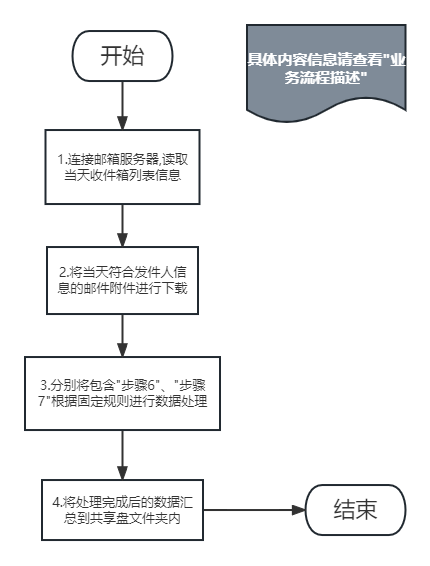 开始
具体内容信息请查看"业
务流程描述"
1.连接邮箱服务器,读取
当天收件箱列表信息
2.将当天符合发件人信
息的邮件附件进行下载
3.分别将包含"步骤6"、"步骤
7"根据固定规则进行数据处理
4.将处理完成后的数据汇
总到共享盘文件夹内
结束